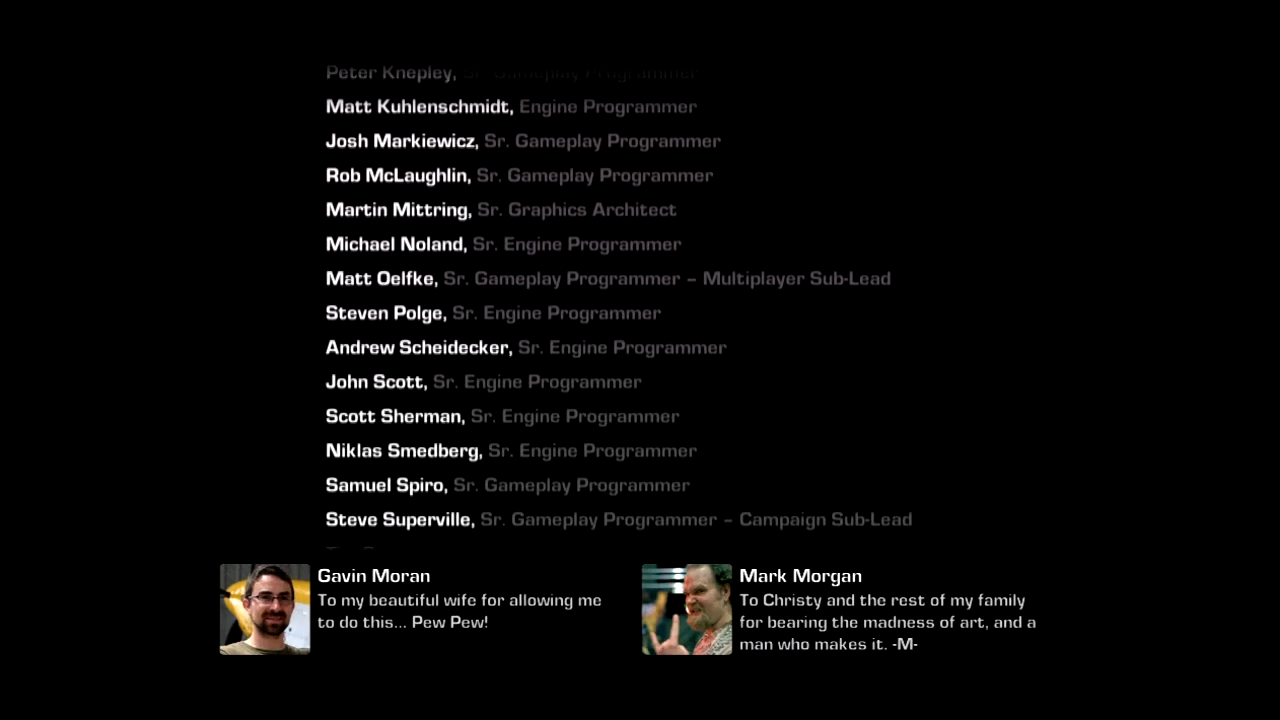 Peter Knepley, Sr. Gameplay Programmer
Matt Kuhlenschmidt, Engine Programmer
Josh Markiewicz, Sr. Gameplay Programmer
Rob McLaughlin, Sr. Gameplay Programmer
Martin Mittring, Sr. Graphics Architect
Michael Noland, Sr. Engine Programmer
Matt Oelfke, Sr. Gameplay Programmer – Multiplayer Sub-Lead
Steven Polge, Sr. Engine Programmer
Andrew Scheidecker, Sr. Engine Programmer
John Scott, Sr. Engine Programmer
Scott Sherman, Sr. Engine Programmer
Niklas Smedberg, Sr. Engine Programmer
Samuel Spiro, Sr. Gameplay Programmer
Steve Superville, Sr. Gameplay Programmer – Campaign Sub-Lead
Gavin Moran
To my beautiful wife for allowing me
to do this... Pew Pew!
Mark Morgan
To Christy and the rest of my family
for bearing the madness of art, and a
man who makes it. -M-